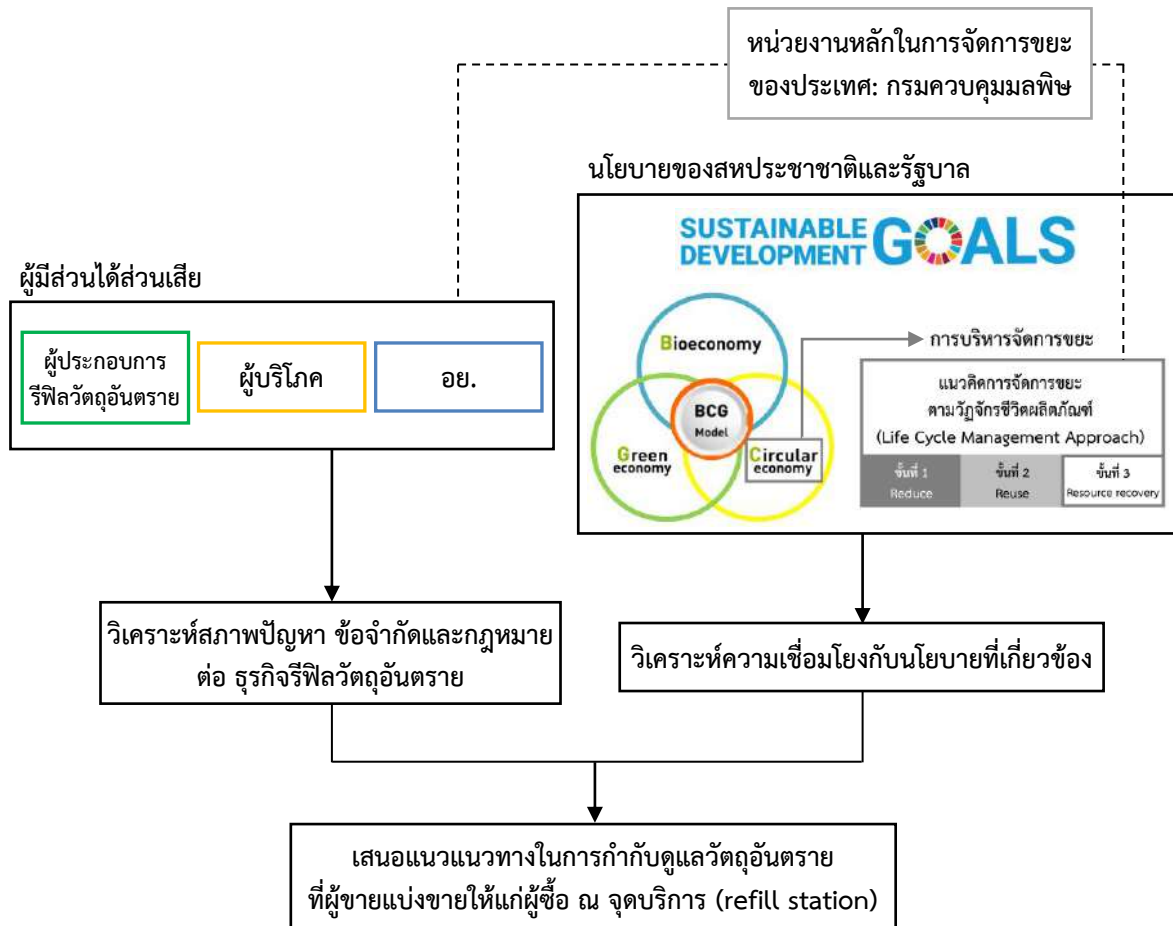 หน่วยงานหลักในการจัดการขยะ
ของประเทศ: กรมควบคุมมลพิษ
นโยบายของสหประชาชาติและรัฐบาล
SUSTAINABLE
DEVELOPMENT
GOALS
ผู้มีส่วนได้ส่วนเสีย
ผู้ประกอบการ
รีฟิลวัตถุอันตราย
ผู้บริโภค
อย.
Bioeconomy
BCG
Model
Green
economy
Circular
economy
การบริหารจัดการขยะ
แนวคิดการจัดการขยะ
ตามวัฏจักรชีวิตผลิตภัณฑ์
(Life Cycle Management Approach)
ขั้นที่ 1
Reduce
ขั้นที่ 2
Reuse
ขั้นที่ 3
Resource recovery
วิเคราะห์สภาพปัญหา ข้อจำกัดและกฎหมาย
ต่อ ธุรกิจรีฟิลวัตถุอันตราย
วิเคราะห์ความเชื่อมโยงกับนโยบายที่เกี่ยวข้อง
เสนอแนวแนวทางในการกำกับดูแลวัตถุอันตราย
ที่ผู้ขายแบ่งขายให้แก่ผู้ซื้อ ณ จุดบริการ (refill station)